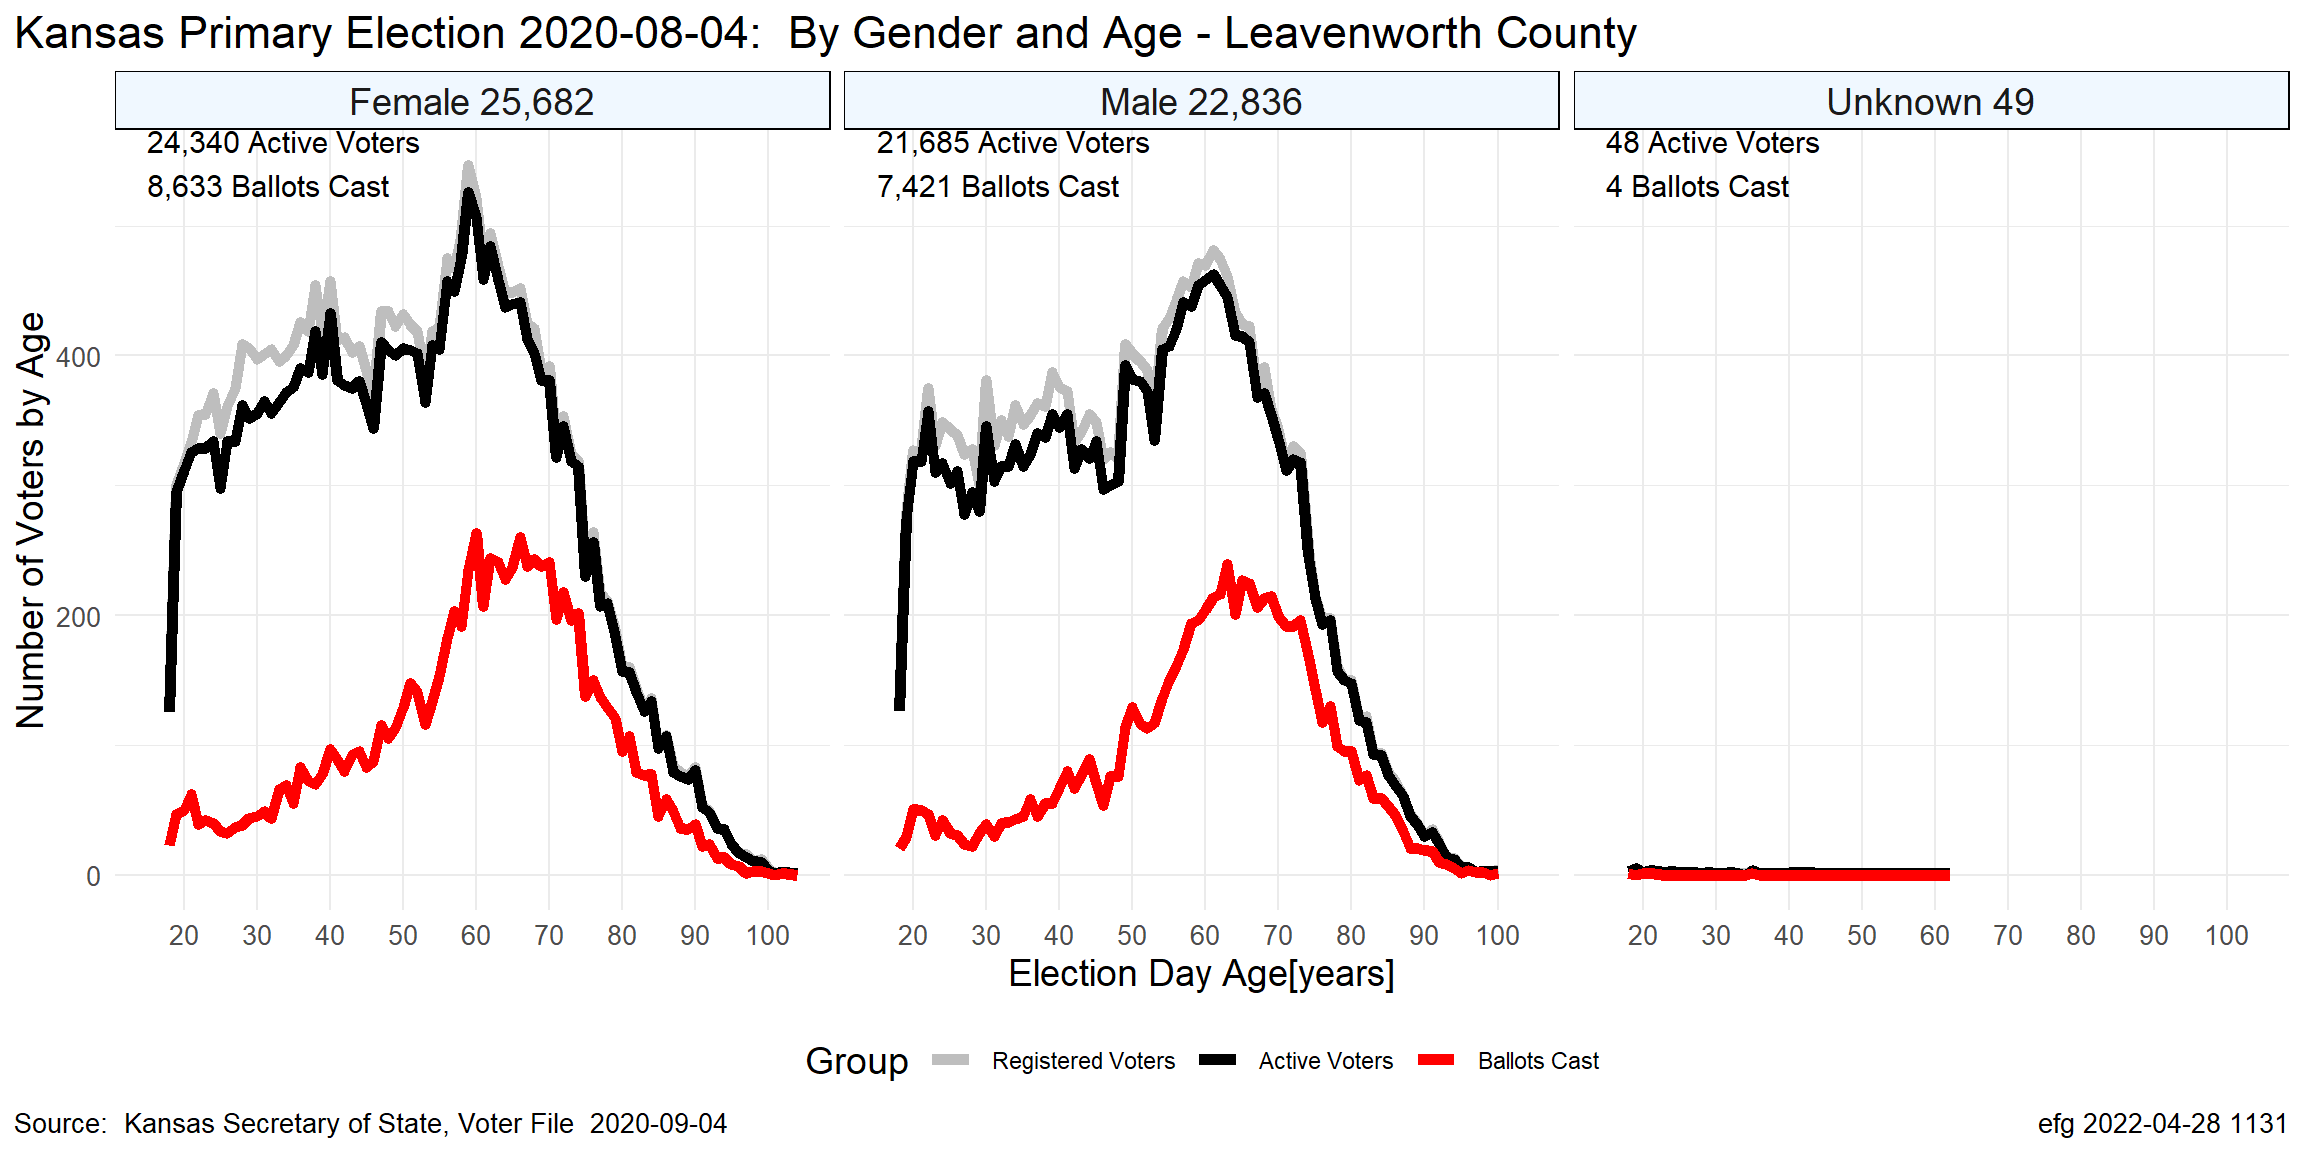 Kansas Primary Election 2020-08-04:  By Gender and Age - Leavenworth County
Female 25,682
Male 22,836
Unknown 49
24,340 Active Voters
8,633 Ballots Cast
21,685 Active Voters
7,421 Ballots Cast
48 Active Voters
4 Ballots Cast
Number of Voters by Age
400
200
0
20 30 40 50 60 70 80 90 100
20 30 40 50 60 70 80 90 100
20 30 40 50 60 70 80 90 100
Election Day Age[years]
Group Registered Voters Active Voters Ballots Cast
Source:  Kansas Secretary of State, Voter File  2020-09-04
efg 2022-04-28 1131